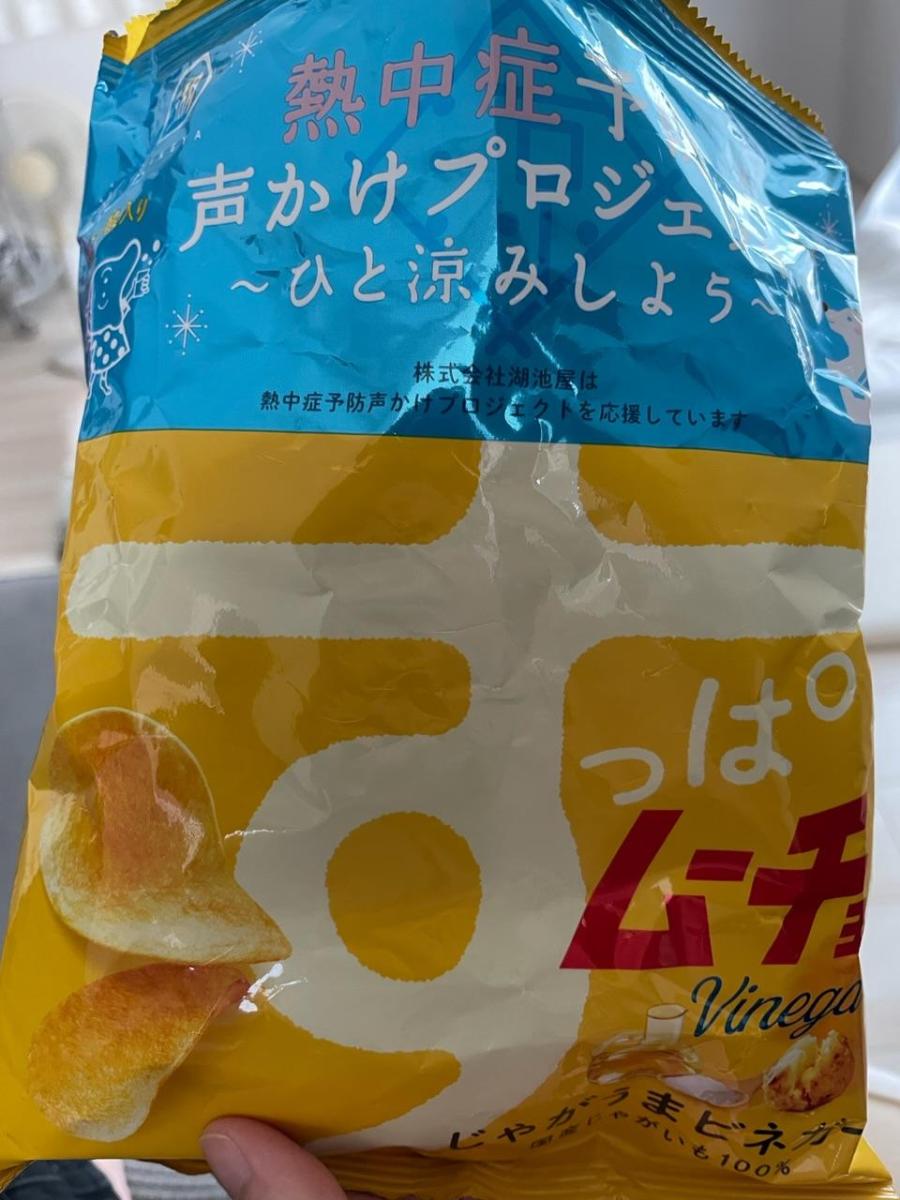 熱中症予
声かけプロジェ
～ひと涼みしよう～
株式会社湖池屋は
熱中症予防声かけプロジェクトを応援しています
す
っぱ
ムーチョ
Vinega
じゃがうまビネガー
国産じゃがいも100%